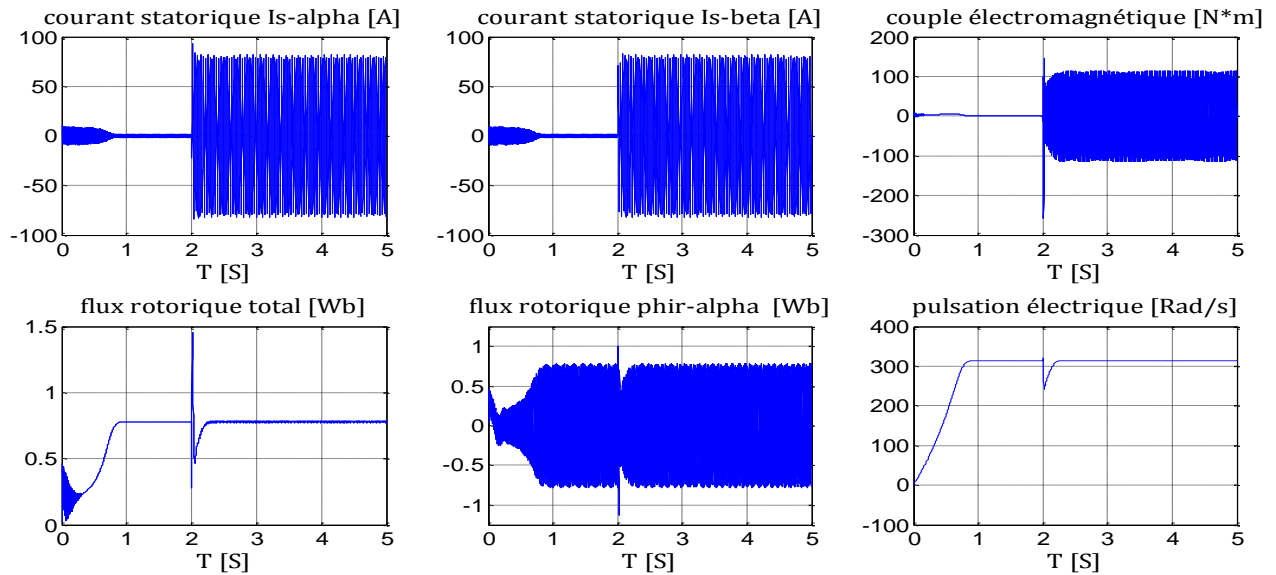 courant statorique Is-alpha [A]
100
50
0
-50
-100
0 1 2 3 4 5
T [S]
courant statorique Is-beta [A]
100
50
0
-50
-100
0 1 2 3 4 5
T [S]
couple électromagnétique [N*m]
200
100
0
-100
-200
-300
0 1 2 3 4 5
T [S]
flux rotorique total [Wb]
1.5
1
0.5
0
0 1 2 3 4 5
T [S]
flux rotorique phir-alpha [Wb]
1
0.5
0
-0.5
-1
0 1 2 3 4 5
T [S]
pulsation électrique [Rad/s]
400
300
200
100
0
-100
0 1 2 3 4 5
T [S]